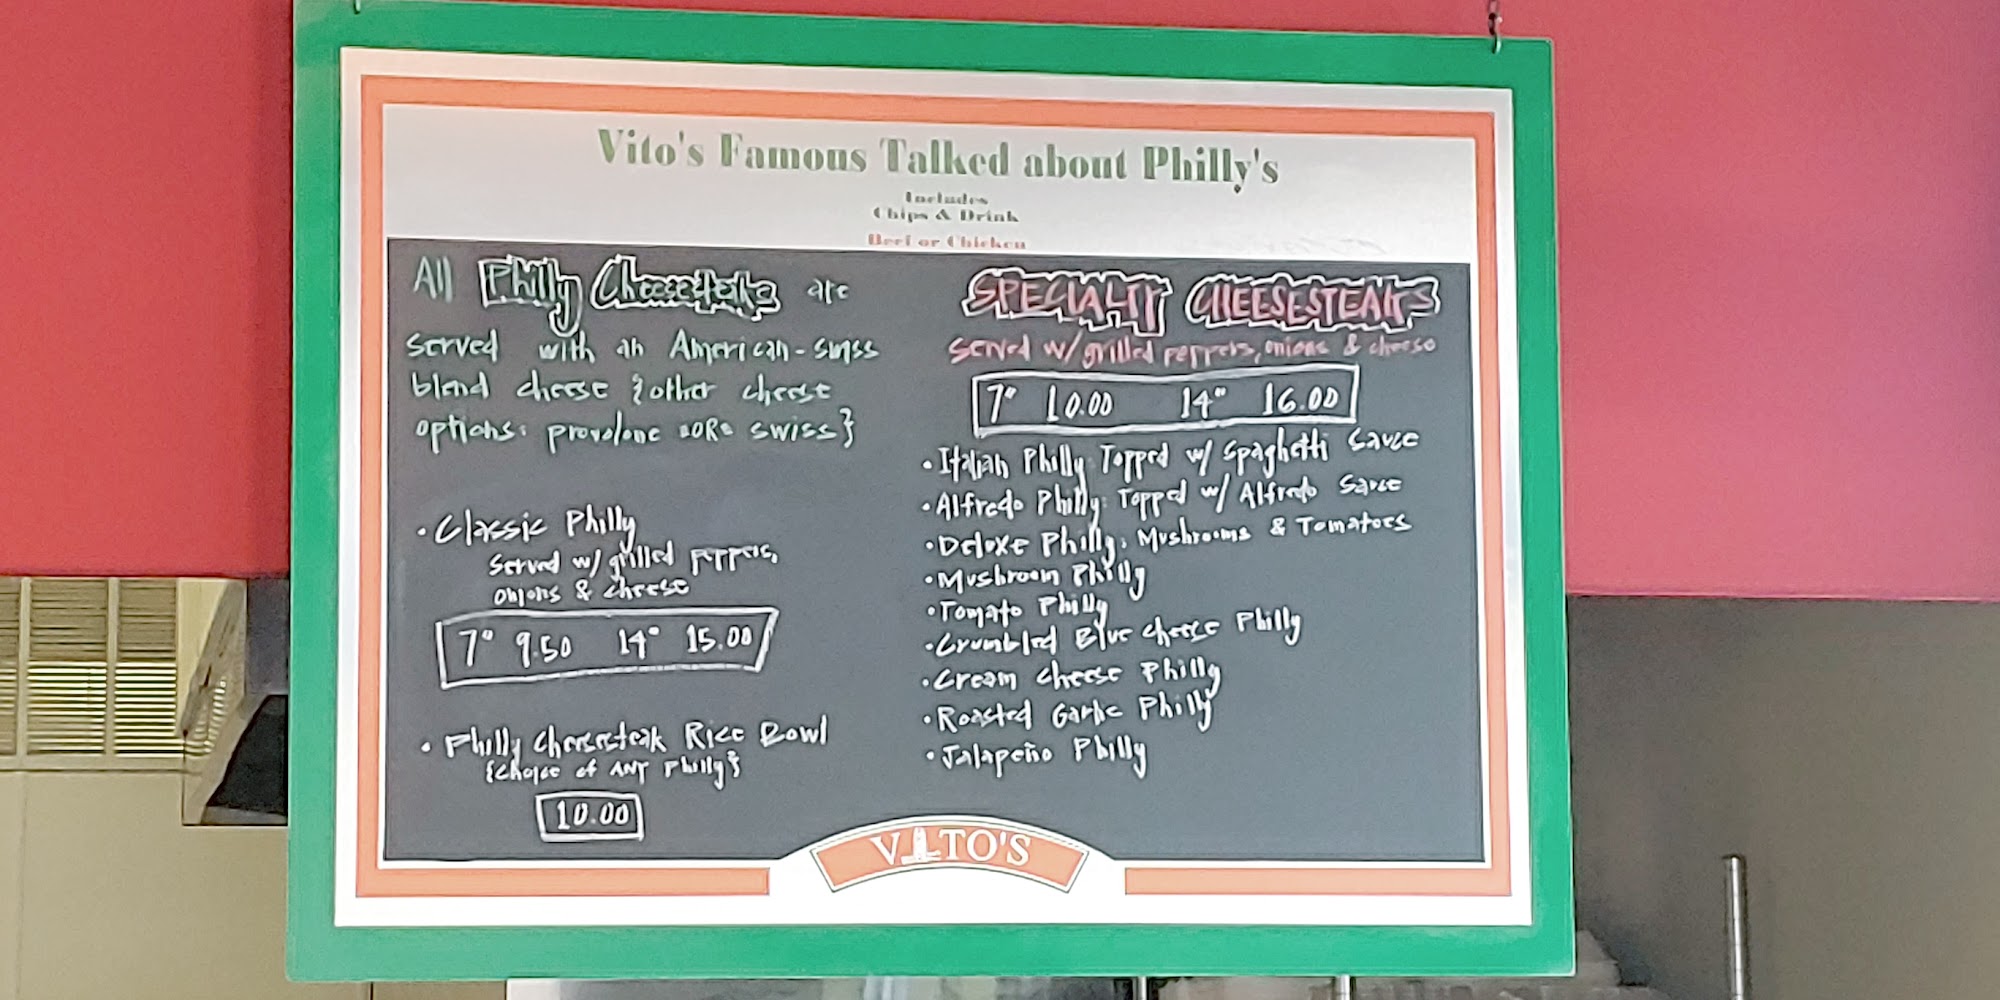 Vito's Famous Talked about Philly's
Includes
Chips & Drink
Beef or Chicken
All Philly Cheesesteaks are
served with an American-swiss
blend cheese {other cheese
options: provolone "OR" swiss}
• Classic Philly
Served w/ grilled peppers,
onions & cheese
7" 9.50 14" 15.00
• Philly Cheesesteak Rice Bowl
{choice of ANY Philly}
10.00
SPECIALTY CHEESESTEAKS
served w/ grilled peppers, onions & cheese
7" 10.00 14" 16.00
• Italian Philly: Topped w/ Spaghetti Sauce
• Alfredo Philly: Topped w/ Alfredo Sauce
• Deluxe Philly: Mushrooms & Tomatoes
• Mushroom Philly
• Tomato Philly
• Crumbled Blue Cheese Philly
• Cream Cheese Philly
• Roasted Garlic Philly
• Jalapeño Philly
VITO'S